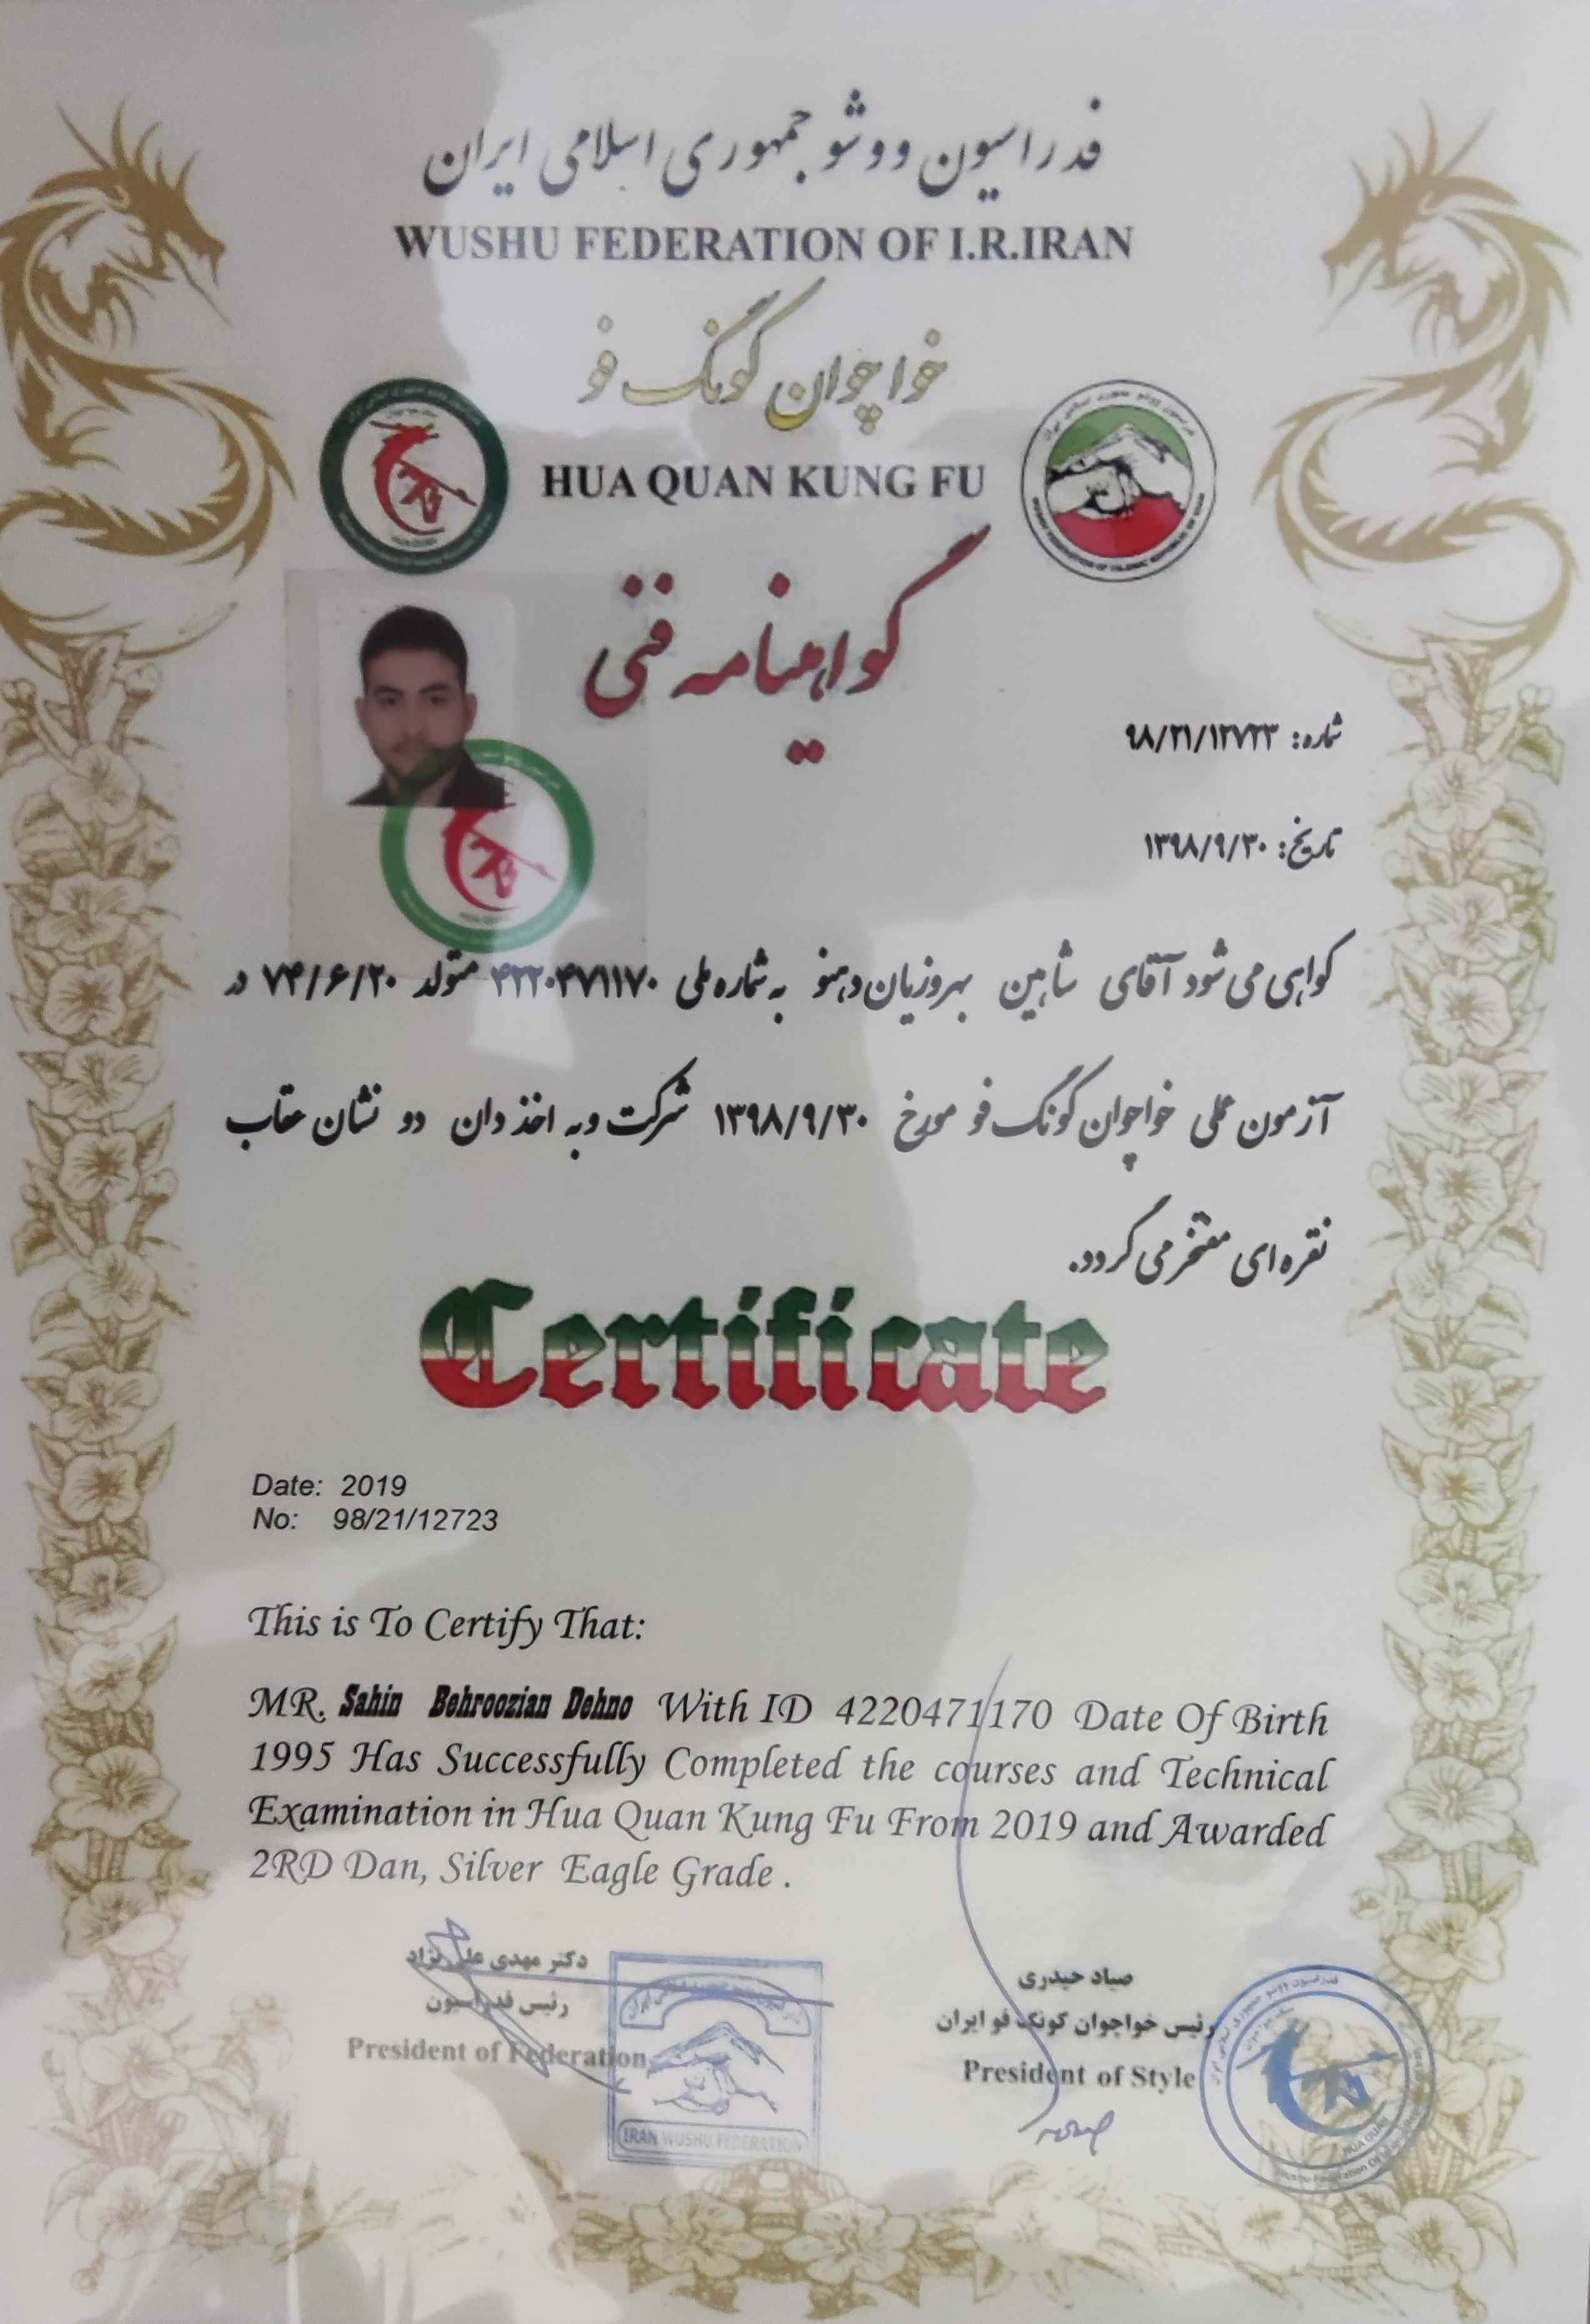 فدراسیون ووشو جمهوری اسلامی ایران
WUSHU FEDERATION OF I.R.IRAN
خواچوان کونگ فو
HUA QUAN KUNG FU
گواهینامه فنی
شماره: ۹۸/۲۱/۱۲۷۲۳
تاریخ: ۱۳۹۸/۹/۳۰
گواهی می شود آقای شاهین بهروزیان دهنو به شماره ملی ۴۲۲۰۴۷۱۱۷۰ متولد ۷۴/۶/۲۰ در
آزمون عملی خواچوان کونگ فو مورخ ۱۳۹۸/۹/۳۰ شرکت و به اخذ دان دو نشان عقاب
نقره ای مفتخر می گردد.
Certificate
Date: 2019
No: 98/21/12723
This is To Certify That:
MR. Sahin Behroozian Dehno With ID 4220471170 Date Of Birth
1995 Has Successfully Completed the courses and Technical
Examination in Hua Quan Kung Fu From 2019 and Awarded
2RD Dan, Silver Eagle Grade .
دکتر مهدی علی نژاد
رئیس فدراسیون
President of Federation
IRAN WUSHU FEDERATION
صیاد حیدری
رئیس خواچوان کونگ فو ایران
President of Style
HUA QUAN